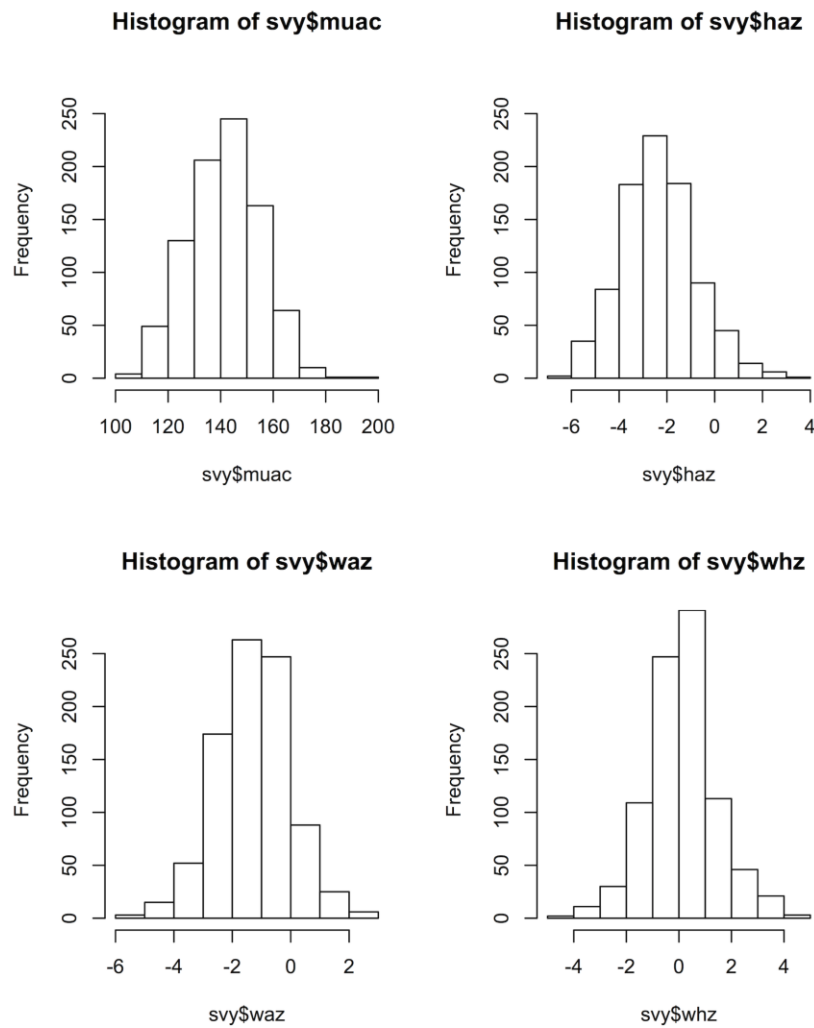 Histogram of svy$muac
Frequency
0 50 100 150 200 250
100 120 140 160 180 200
svy$muac
Histogram of svy$haz
Frequency
0 50 100 150 200 250
-6 -4 -2 0 2 4
svy$haz
Histogram of svy$waz
Frequency
0 50 100 150 200 250
-6 -4 -2 0 2
svy$waz
Histogram of svy$whz
Frequency
0 50 100 150 200 250
-4 -2 0 2 4
svy$whz